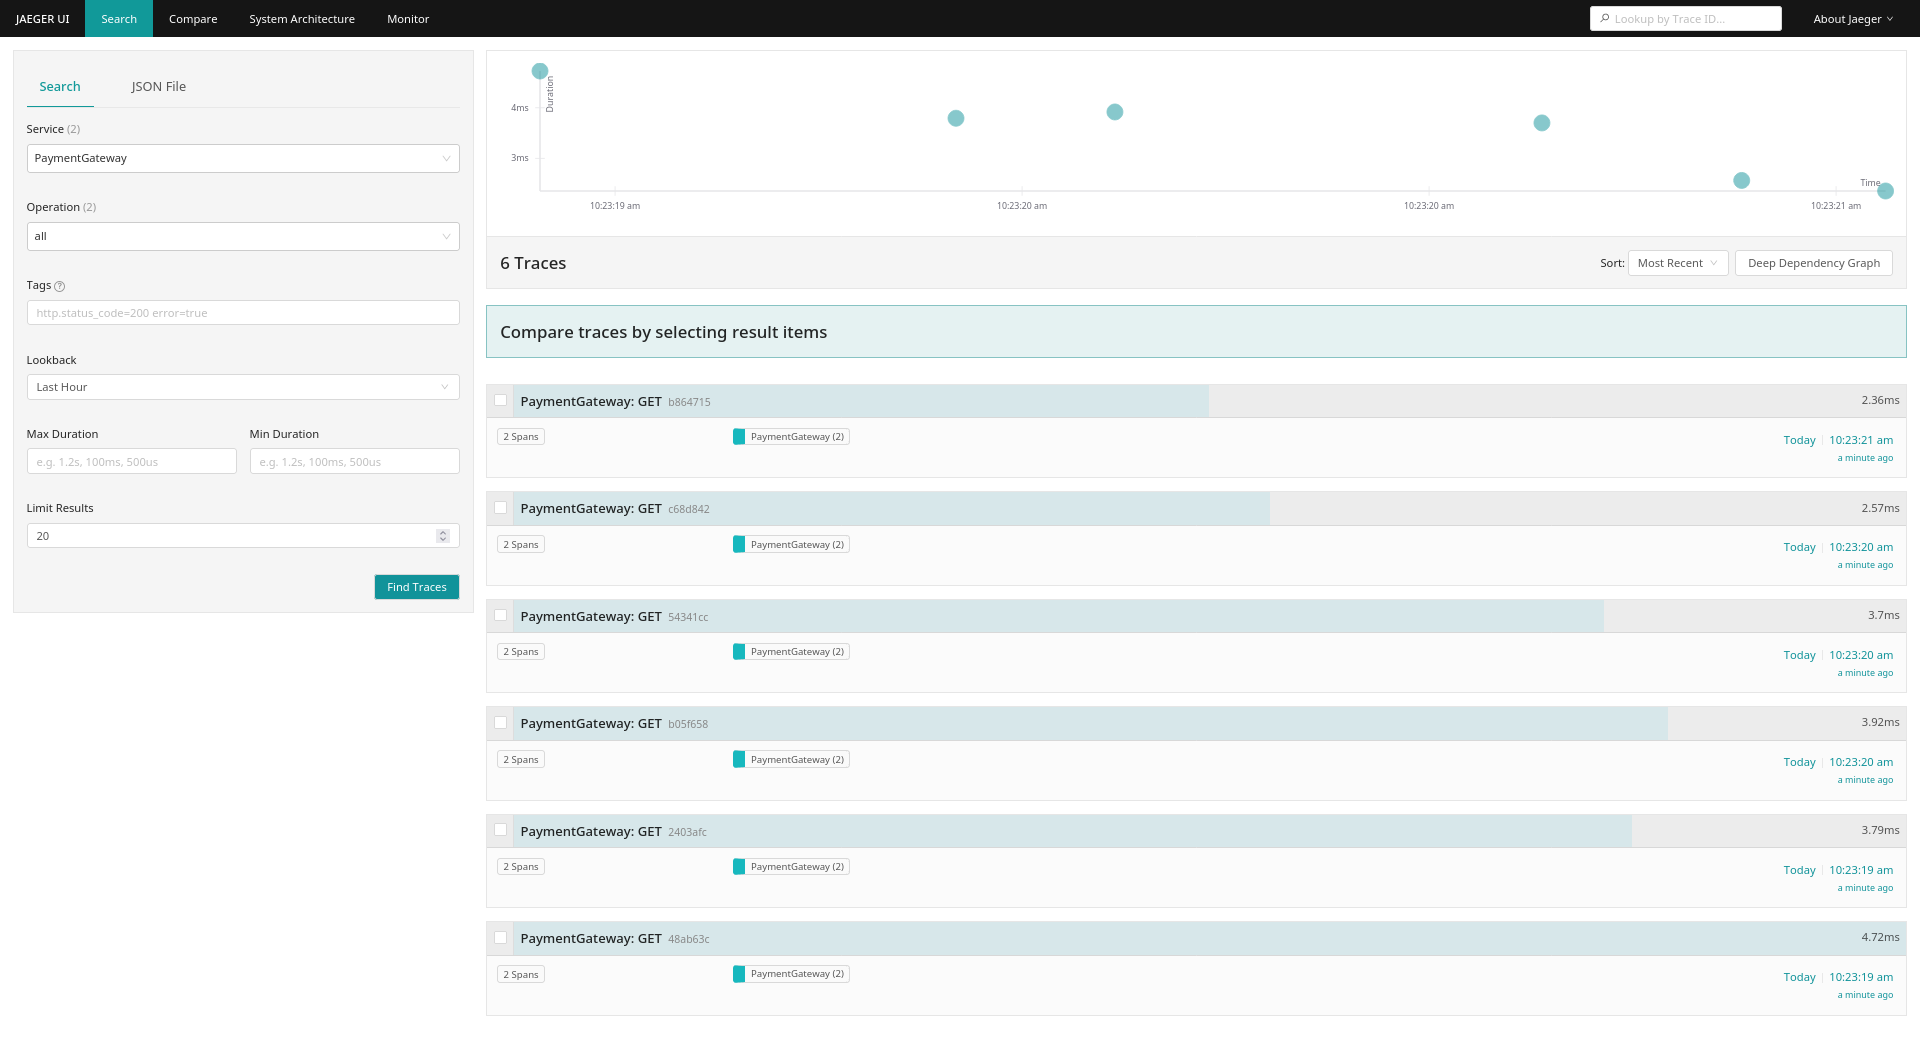 JAEGER UI Search Compare System Architecture Monitor Lookup by Trace ID... About Jaeger
Search JSON File
Service (2)
PaymentGateway
Operation (2)
all
Tags ?
http.status_code=200 error=true
Lookback
Last Hour
Max Duration Min Duration
e.g. 1.2s, 100ms, 500us e.g. 1.2s, 100ms, 500us
Limit Results
20
Find Traces
Duration
4ms
3ms
Time
10:23:19 am 10:23:20 am 10:23:20 am 10:23:21 am
6 Traces Sort: Most Recent Deep Dependency Graph
Compare traces by selecting result items
PaymentGateway: GET b864715 2.36ms
2 Spans PaymentGateway (2) Today 10:23:21 am
a minute ago
PaymentGateway: GET c68d842 2.57ms
2 Spans PaymentGateway (2) Today 10:23:20 am
a minute ago
PaymentGateway: GET 54341cc 3.7ms
2 Spans PaymentGateway (2) Today 10:23:20 am
a minute ago
PaymentGateway: GET b05f658 3.92ms
2 Spans PaymentGateway (2) Today 10:23:20 am
a minute ago
PaymentGateway: GET 2403afc 3.79ms
2 Spans PaymentGateway (2) Today 10:23:19 am
a minute ago
PaymentGateway: GET 48ab63c 4.72ms
2 Spans PaymentGateway (2) Today 10:23:19 am
a minute ago